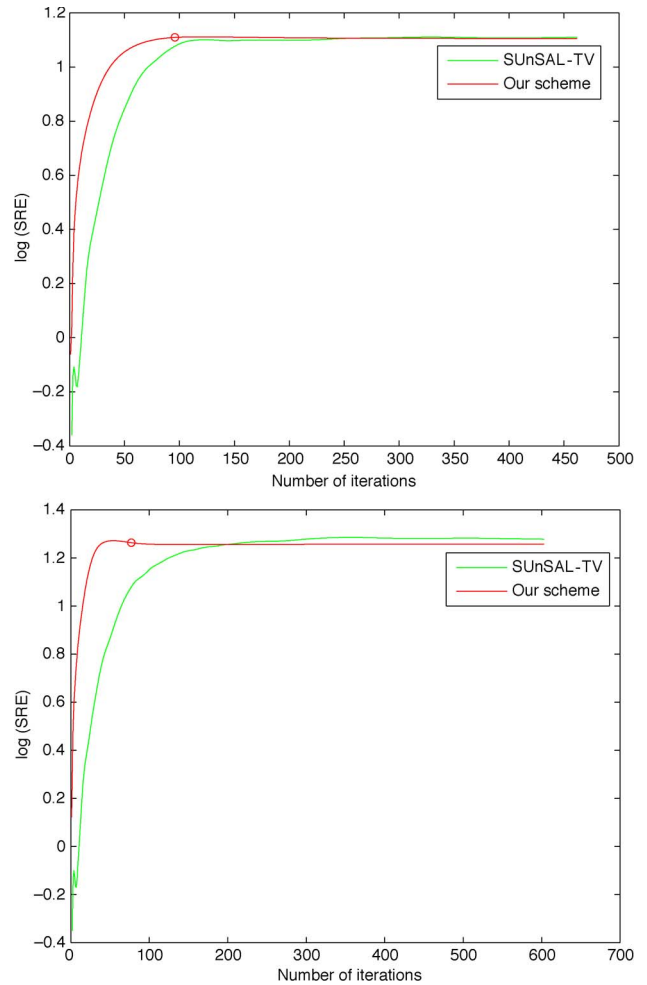 1.2
1
0.8
0.6
0.4
0.2
0
−0.2
−0.4
log (SRE)
SUnSAL-TV
Our scheme
0 50 100 150 200 250 300 350 400 450 500
Number of iterations
1.4
1.2
1
0.8
0.6
0.4
0.2
0
−0.2
−0.4
log (SRE)
SUnSAL-TV
Our scheme
0 100 200 300 400 500 600 700
Number of iterations